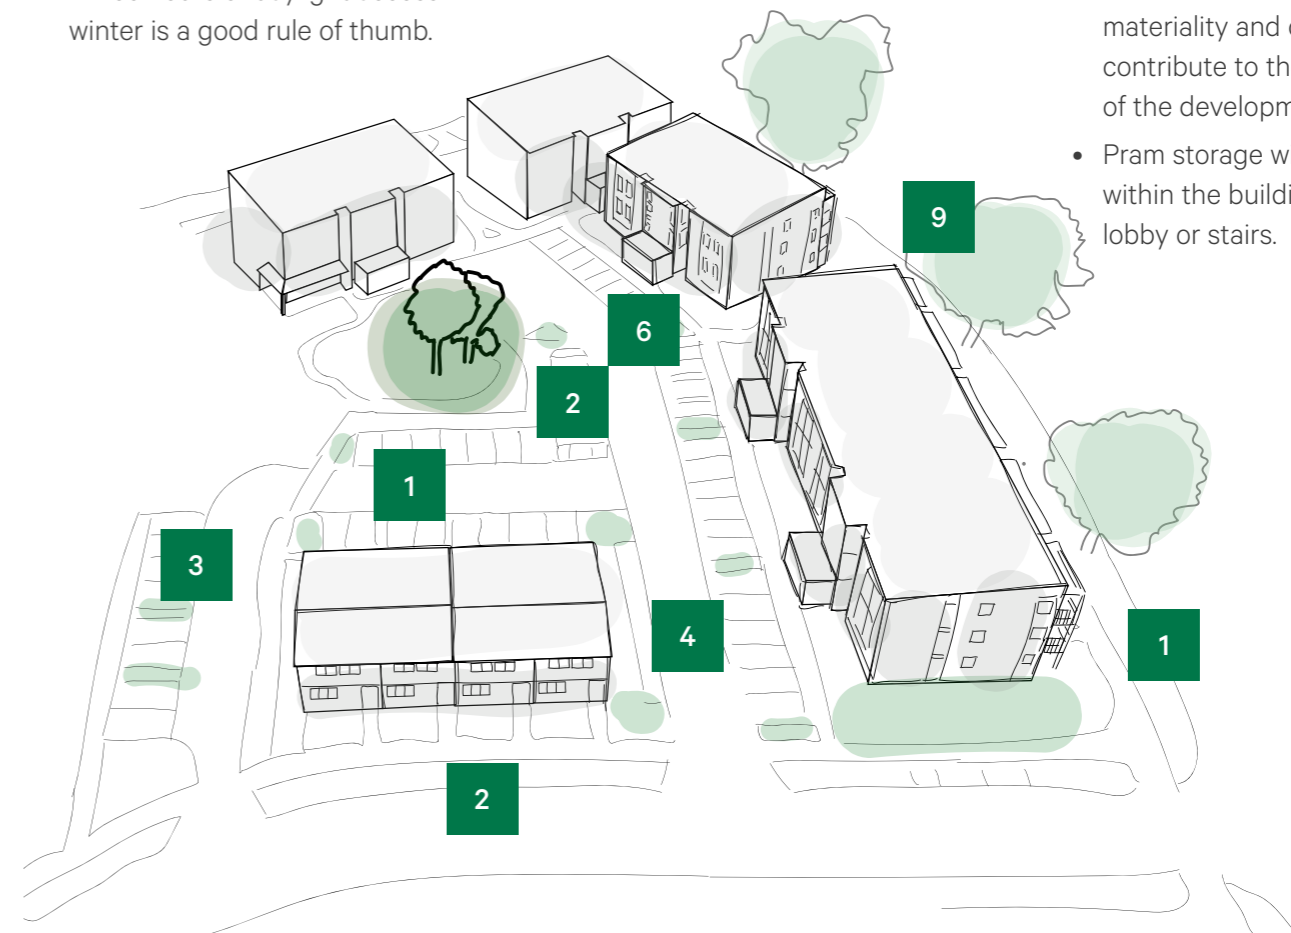 winter is a good rule of thumb.
materiality and
contribute to th
of the developm
• Pram storage w
within the buildi
lobby or stairs.
9
6
2
1
3
4
1
2